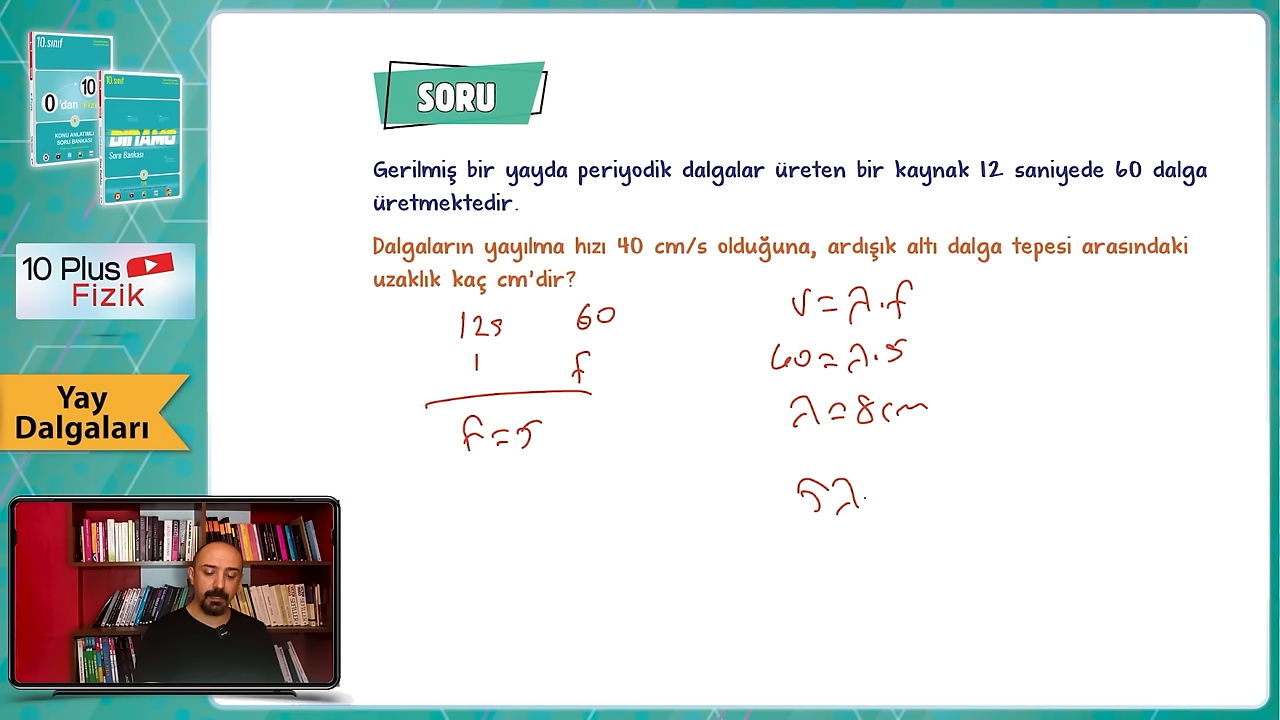 10.sınıf
0'dan 10
Fizik
KONU ANLATIMLI
SORU BANKASI
10.sınıf
DİNAMO
Soru Bankası
10 Plus
Fizik
Yay
Dalgaları
SORU
Gerilmiş bir yayda periyodik dalgalar üreten bir kaynak 12 saniyede 60 dalga
üretmektedir.
Dalgaların yayılma hızı 40 cm/s olduğuna, ardışık altı dalga tepesi arasındaki
uzaklık kaç cm'dir?
12s 60
1 f
f=5
v=λ.f
40=λ.5
λ=8cm
5λ.